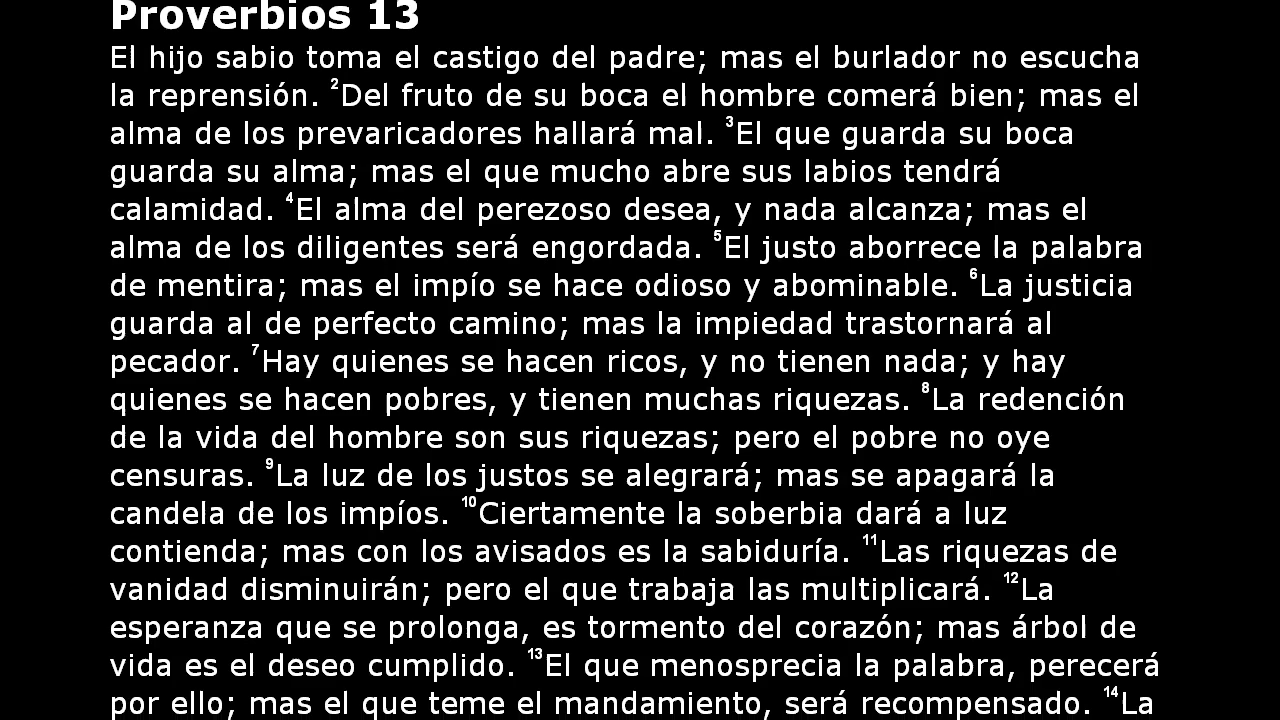 Proverbios 13
El hijo sabio toma el castigo del padre; mas el burlador no escucha
la reprensión. ²Del fruto de su boca el hombre comerá bien; mas el
alma de los prevaricadores hallará mal. ³El que guarda su boca
guarda su alma; mas el que mucho abre sus labios tendrá
calamidad. ⁴El alma del perezoso desea, y nada alcanza; mas el
alma de los diligentes será engordada. ⁵El justo aborrece la palabra
de mentira; mas el impío se hace odioso y abominable. ⁶La justicia
guarda al de perfecto camino; mas la impiedad trastornará al
pecador. ⁷Hay quienes se hacen ricos, y no tienen nada; y hay
quienes se hacen pobres, y tienen muchas riquezas. ⁸La redención
de la vida del hombre son sus riquezas; pero el pobre no oye
censuras. ⁹La luz de los justos se alegrará; mas se apagará la
candela de los impíos. ¹⁰Ciertamente la soberbia dará a luz
contienda; mas con los avisados es la sabiduría. ¹¹Las riquezas de
vanidad disminuirán; pero el que trabaja las multiplicará. ¹²La
esperanza que se prolonga, es tormento del corazón; mas árbol de
vida es el deseo cumplido. ¹³El que menosprecia la palabra, perecerá
por ello; mas el que teme el mandamiento, será recompensado. ¹⁴La